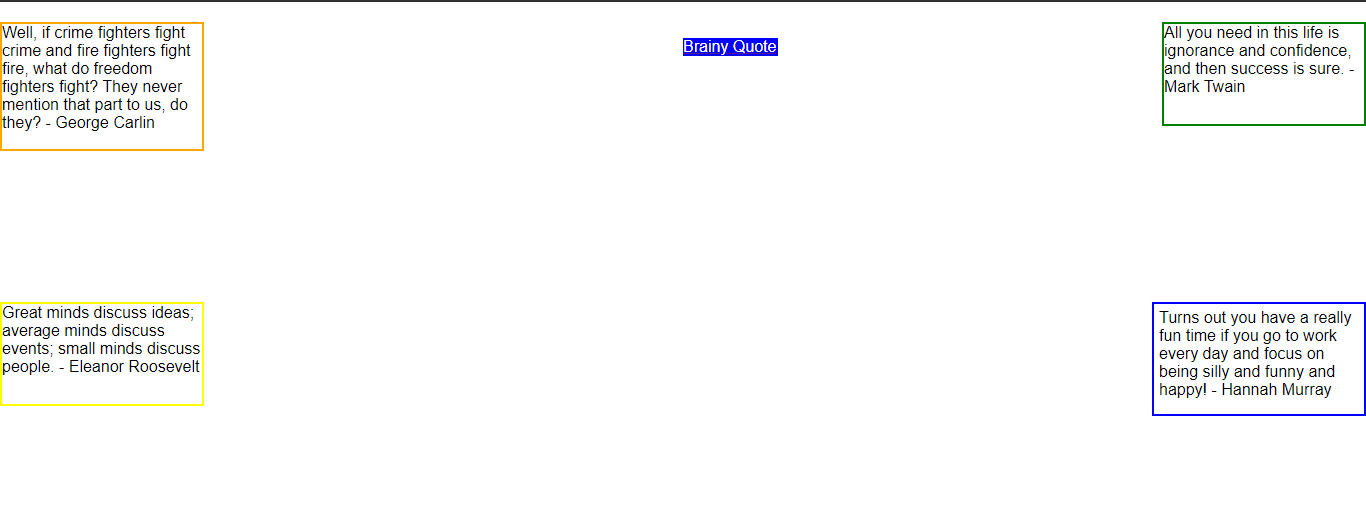 Well, if crime fighters fight
crime and fire fighters fight
fire, what do freedom
fighters fight? They never
mention that part to us, do
they? - George Carlin
Brainy Quote
All you need in this life is
ignorance and confidence,
and then success is sure. -
Mark Twain
Great minds discuss ideas;
average minds discuss
events; small minds discuss
people. - Eleanor Roosevelt
Turns out you have a really
fun time if you go to work
every day and focus on
being silly and funny and
happy! - Hannah Murray